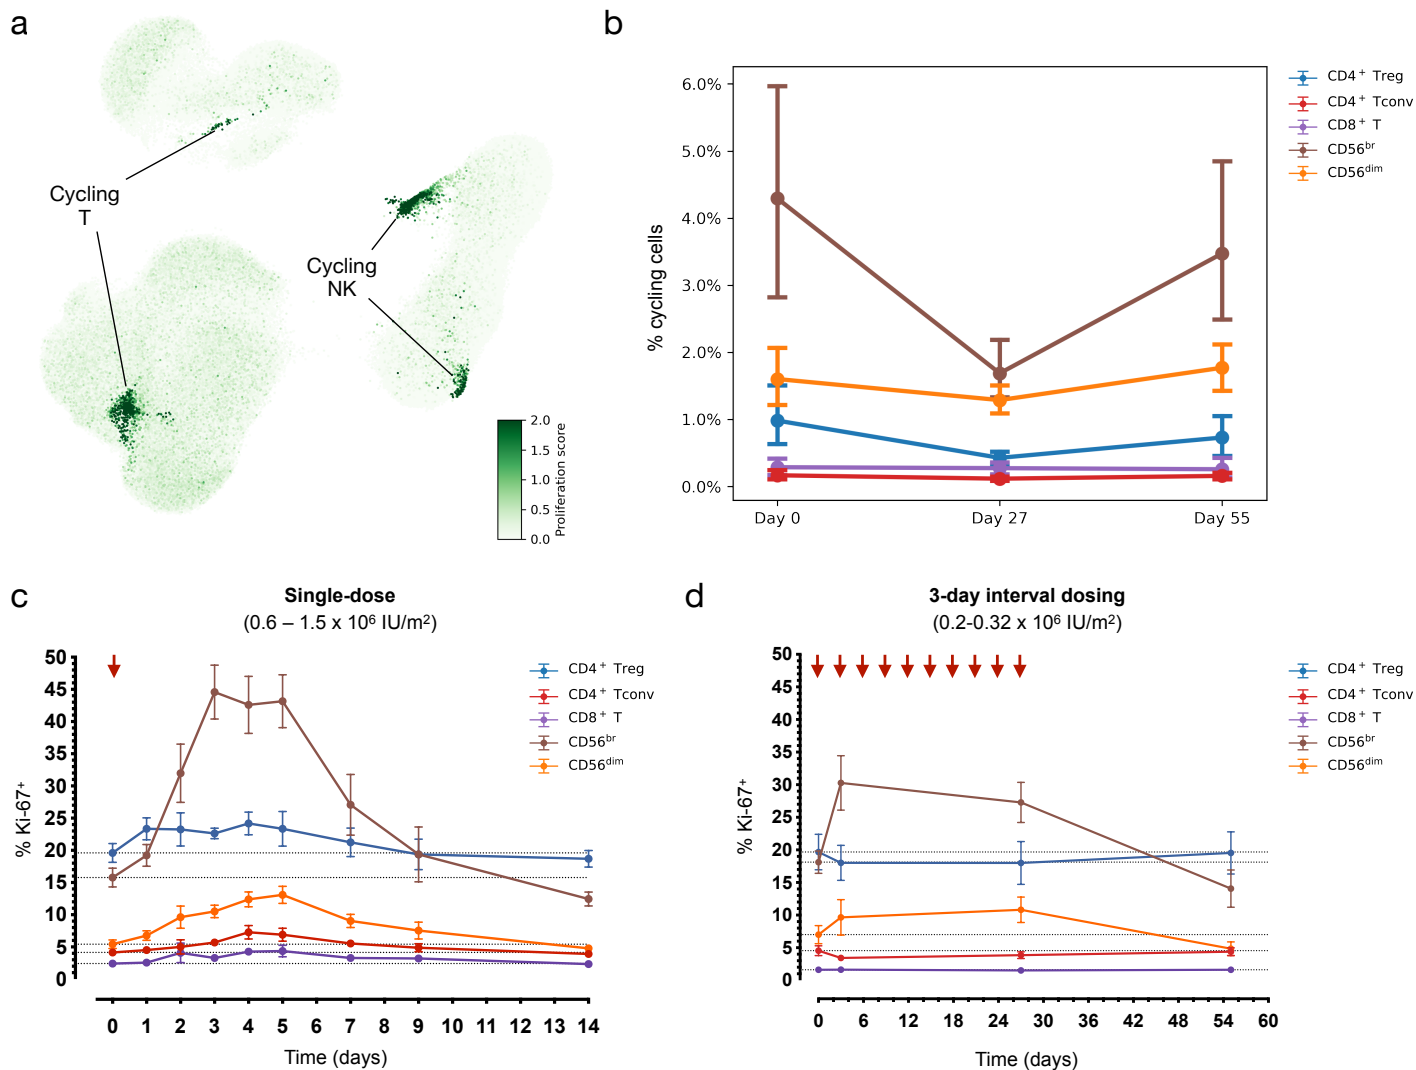 a
Cycling
T
Cycling
NK
2.0
1.5
1.0
0.5
0.0
Proliferation score
b
6.0%
5.0%
4.0%
3.0%
2.0%
1.0%
0.0%
% cycling cells
Day 0
Day 27
Day 55
CD4⁺ Treg
CD4⁺ Tconv
CD8⁺ T
CD56ᵇʳ
CD56ᵈⁱᵐ
c
Single-dose
(0.6 – 1.5 x 10⁶ IU/m²)
50
45
40
35
30
25
20
15
10
5
0
% Ki-67⁺
0 1 2 3 4 5 6 7 9 10 11 12 13 14
Time (days)
CD4⁺ Treg
CD4⁺ Tconv
CD8⁺ T
CD56ᵇʳ
CD56ᵈⁱᵐ
d
3-day interval dosing
(0.2-0.32 x 10⁶ IU/m²)
50
45
40
35
30
25
20
15
10
5
0
% Ki-67⁺
0 6 12 18 24 30 36 42 48 54 60
Time (days)
CD4⁺ Treg
CD4⁺ Tconv
CD8⁺ T
CD56ᵇʳ
CD56ᵈⁱᵐ